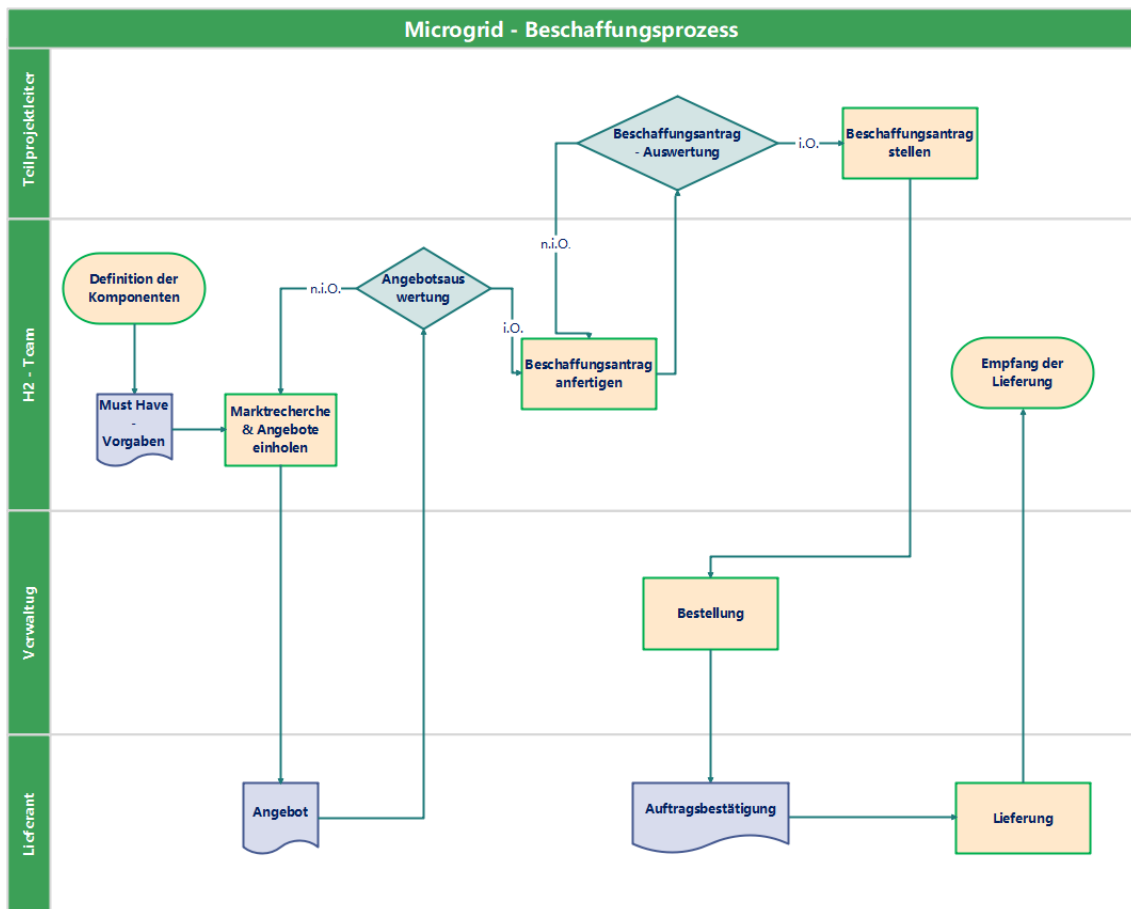 Microgrid - Beschaffungsprozess
Teilprojektleiter
Beschaffungsantrag
- Auswertung
i.O.
Beschaffungsantrag
stellen
n.i.O.
H2 - Team
Definition der
Komponenten
Must Have
-
Vorgaben
Marktrecherche
& Angebote
einholen
n.i.O.
Angebotsaus
wertung
i.O.
Beschaffungsantrag
anfertigen
Empfang der
Lieferung
Verwaltug
Bestellung
Lieferant
Angebot
Auftragsbestätigung
Lieferung